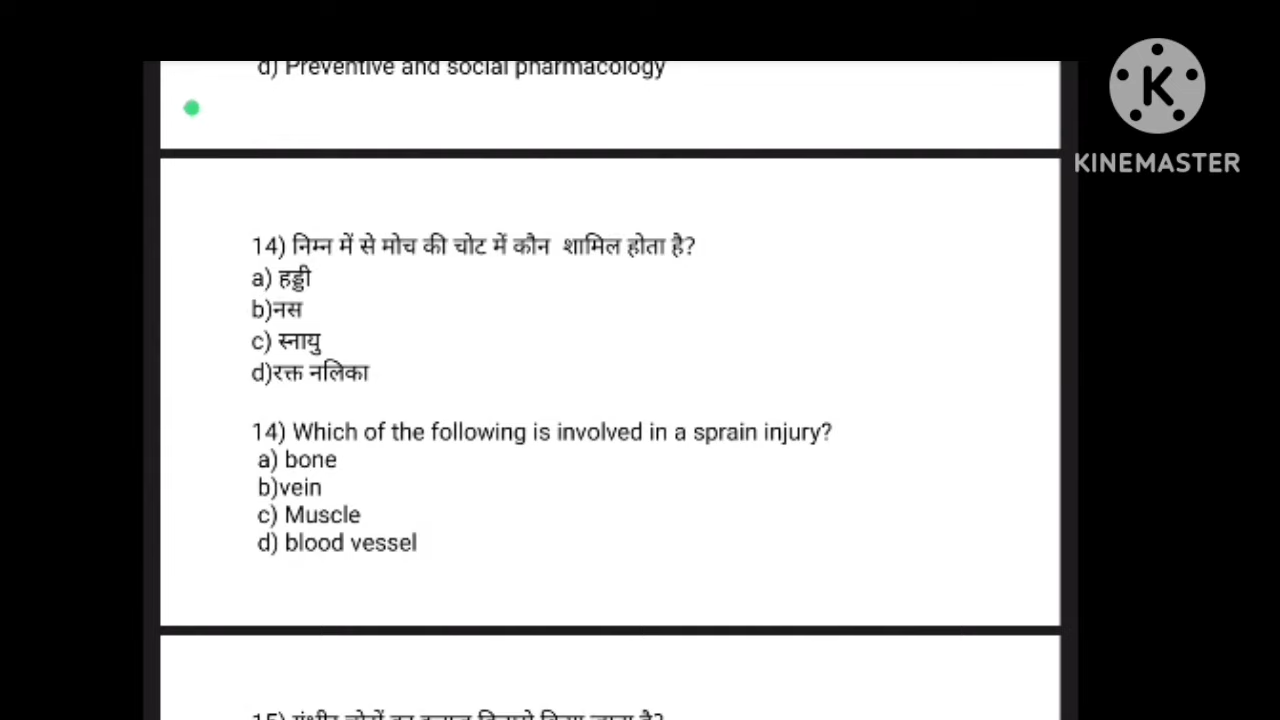 d) Preventive and social pharmacology
K
KINEMASTER
14) निम्न में से मोच की चोट में कौन शामिल होता है?
a) हड्डी
b)नस
c) स्नायु
d)रक्त नलिका
14) Which of the following is involved in a sprain injury?
a) bone
b)vein
c) Muscle
d) blood vessel